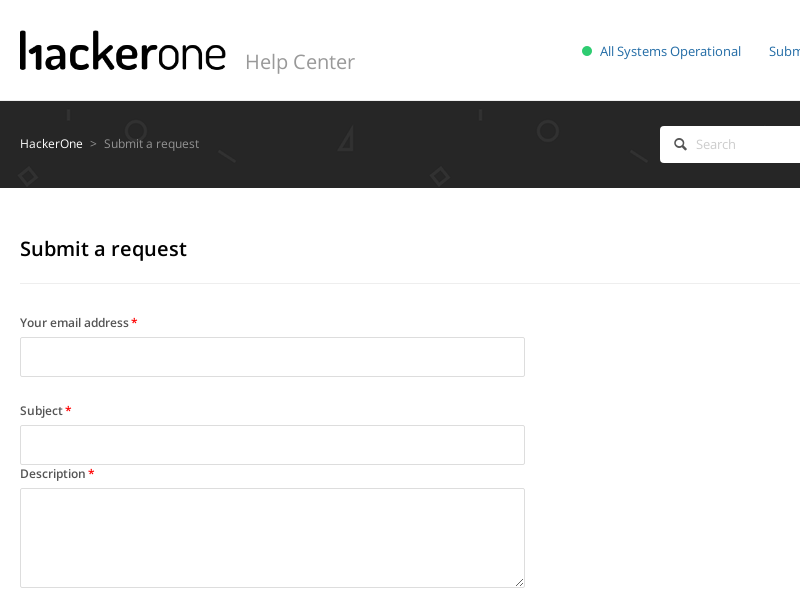 hackerone Help Center
All Systems Operational Subm
HackerOne > Submit a request
Search
Submit a request
Your email address *
Subject *
Description *